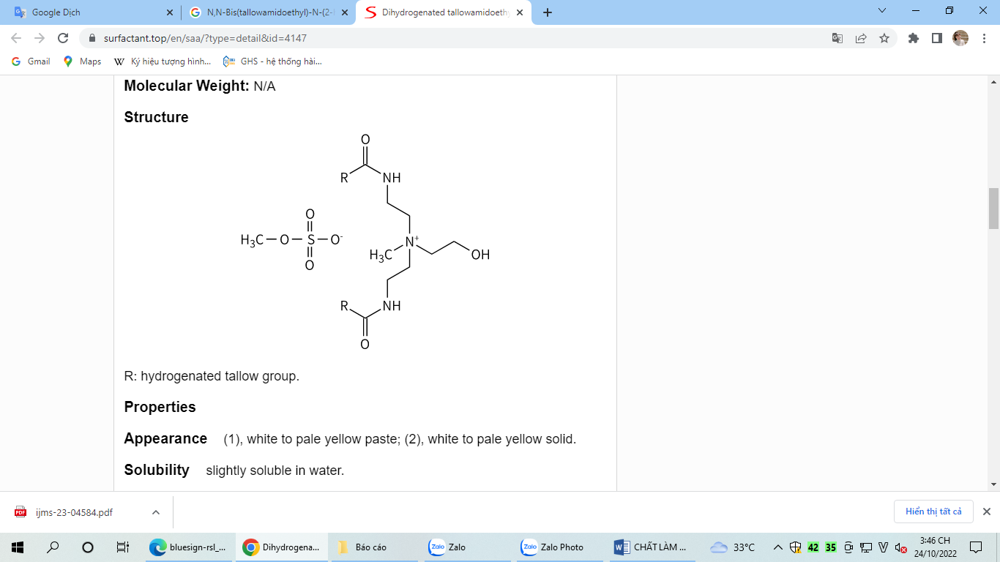 Google Dịch
N,N-Bis(tallowamidoethyl)-N-(2-
Dihydrogenated tallowamidoethy
surfactant.top/en/saa/?type=detail&id=4147
Gmail
Maps
Ký hiệu tượng hình...
GHS - hệ thống hài...
Molecular Weight: N/A
Structure
O
R
NH
O
H₃C—O—S—O⁻
O
N⁺
H₃C
OH
R
NH
O
R: hydrogenated tallow group.
Properties
Appearance (1), white to pale yellow paste; (2), white to pale yellow solid.
Solubility slightly soluble in water.
PDF
ijms-23-04584.pdf
Hiển thị tất cả
bluesign-rsl_...
Dihydrogena...
Báo cáo
Zalo
Zalo
Zalo
Zalo Photo
CHẤT LÀM ...
33°C
42
35
3:46 CH
24/10/2022